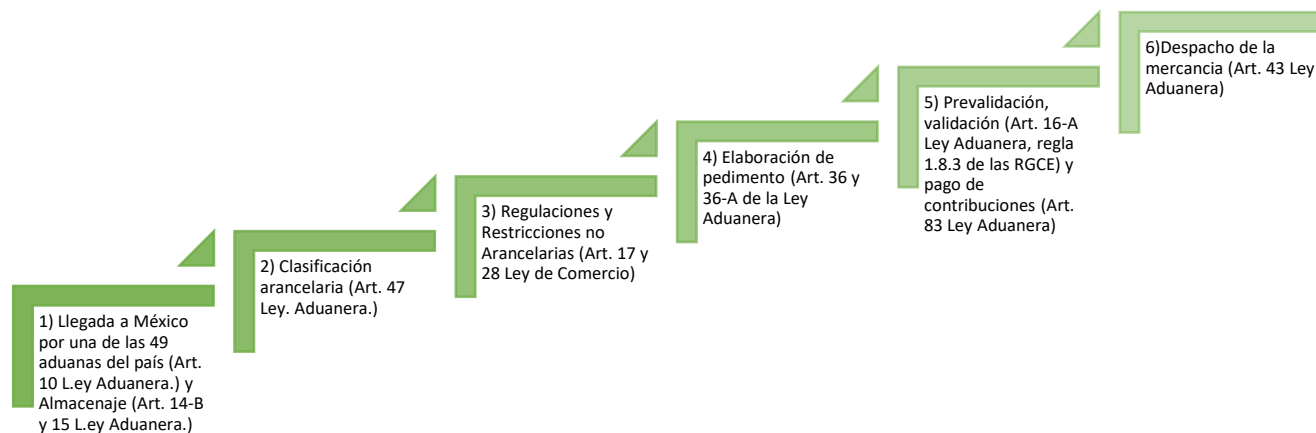 1) Llegada a México
por una de las 49
aduanas del país (Art.
10 L.ey Aduanera.) y
Almacenaje (Art. 14-B
y 15 L.ey Aduanera.)
2) Clasificación
arancelaria (Art. 47
Ley. Aduanera.)
3) Regulaciones y
Restricciones no
Arancelarias (Art. 17 y
28 Ley de Comercio)
4) Elaboración de
pedimento (Art. 36 y
36-A de la Ley
Aduanera)
5) Prevalidación,
validación (Art. 16-A
Ley Aduanera, regla
1.8.3 de las RGCE) y
pago de
contribuciones (Art.
83 Ley Aduanera)
6)Despacho de la
mercancia (Art. 43 Ley
Aduanera)